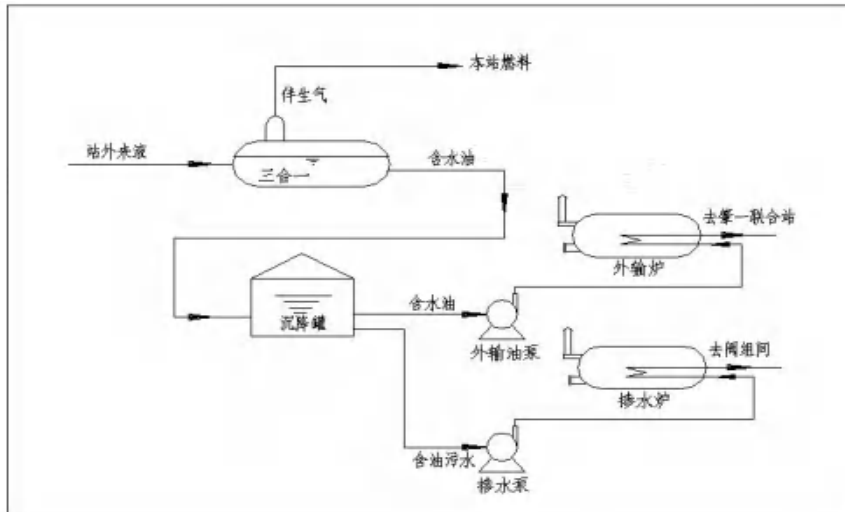 本站燃料
伴生气
站外来液
含水油
三合一
去肇一联合站
外输炉
含水油
沉降罐
外输油泵
去阀组间
掺水炉
含油污水
掺水泵